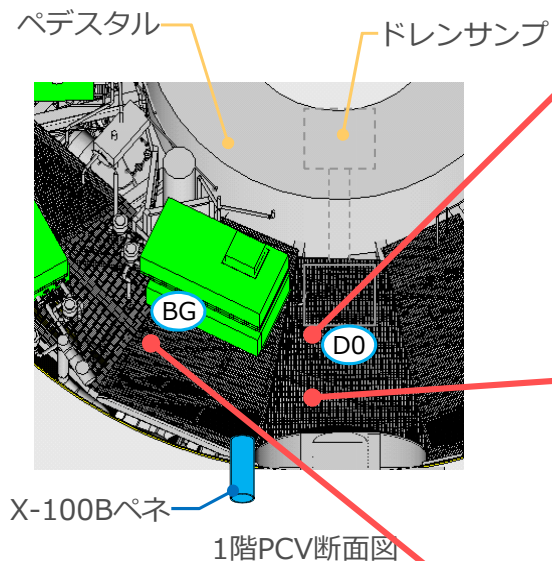 ペデスタル
ドレンサンプ
BG
D0
X-100Bペネ
1階PCV断面図